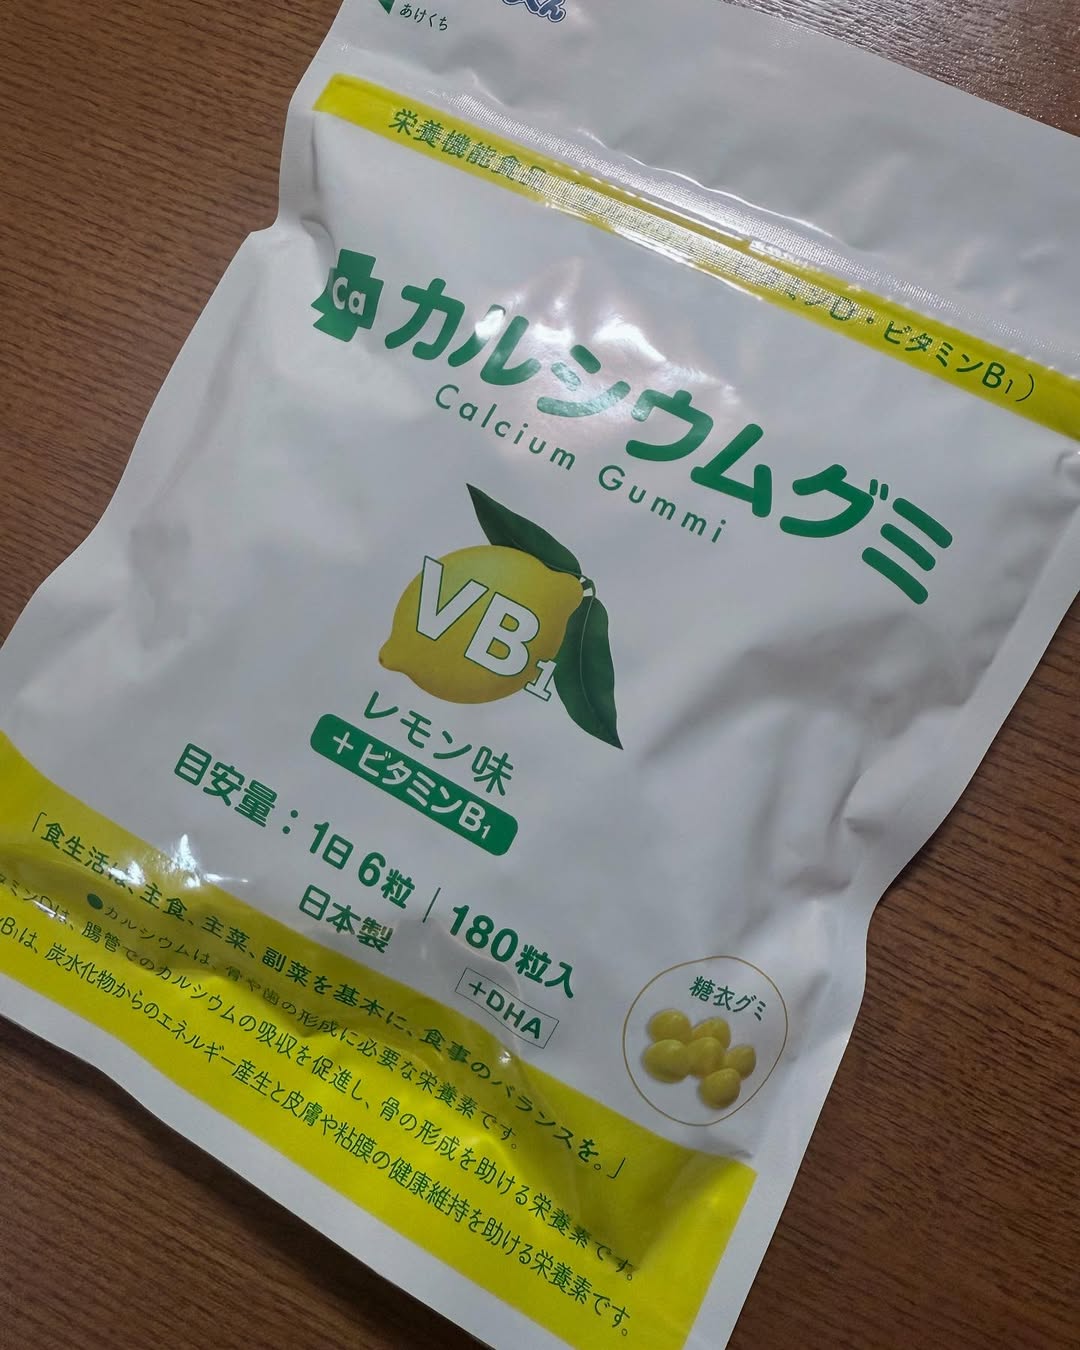 あけくち
栄養機能食品
ミンD・ビタミンB₁）
Ca
カルシウムグミ
Calcium Gummi
VB₁
レモン味
+ビタミンB₁
目安量：1日6粒｜180粒入
日本製
+DHA
糖衣グミ
「食生活は、主食、主菜、副菜を基本に、食事のバランスを。」
●カルシウムは、骨や歯の形成に必要な栄養素です。
タミンDは、腸管でのカルシウムの吸収を促進し、骨の形成を助ける栄養素です。
ンB₁は、炭水化物からのエネルギー産生と皮膚や粘膜の健康維持を助ける栄養素です。